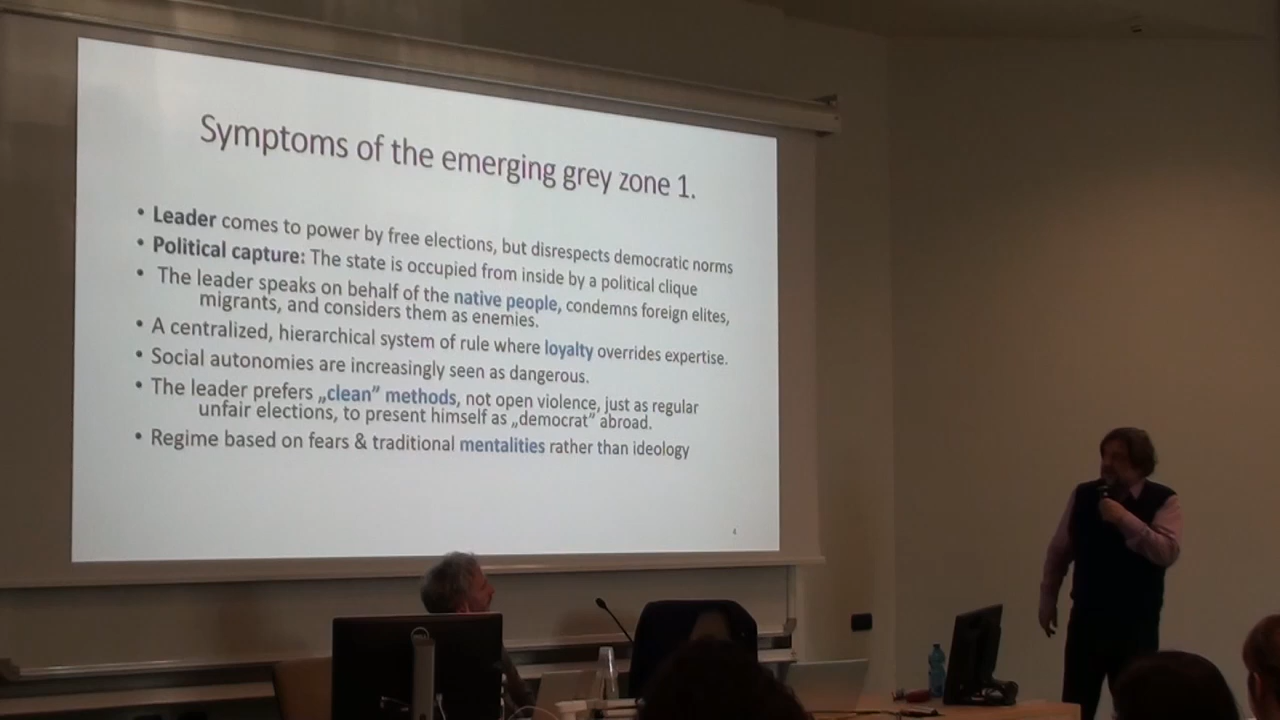 Symptoms of the emerging grey zone 1.
• Leader comes to power by free elections, but disrespects democratic norms
• Political capture: The state is occupied from inside by a political clique
• The leader speaks on behalf of the native people, condemns foreign elites,
migrants, and considers them as enemies.
• A centralized, hierarchical system of rule where loyalty overrides expertise.
• Social autonomies are increasingly seen as dangerous.
• The leader prefers „clean” methods, not open violence, just as regular
unfair elections, to present himself as „democrat” abroad.
• Regime based on fears & traditional mentalities rather than ideology
4